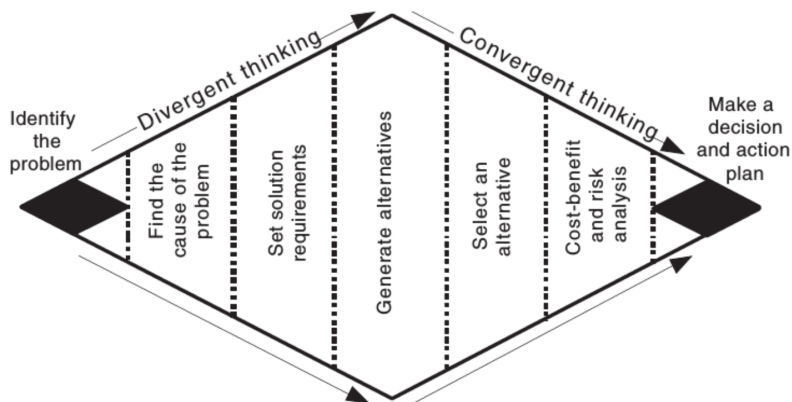 Divergent thinking
Convergent thinking
Identify
the
problem
Find the
cause of the
problem
Set solution
requirements
Generate alternatives
Select an
alternative
Cost-benefit
and risk
analysis
Make a
decision
and action
plan